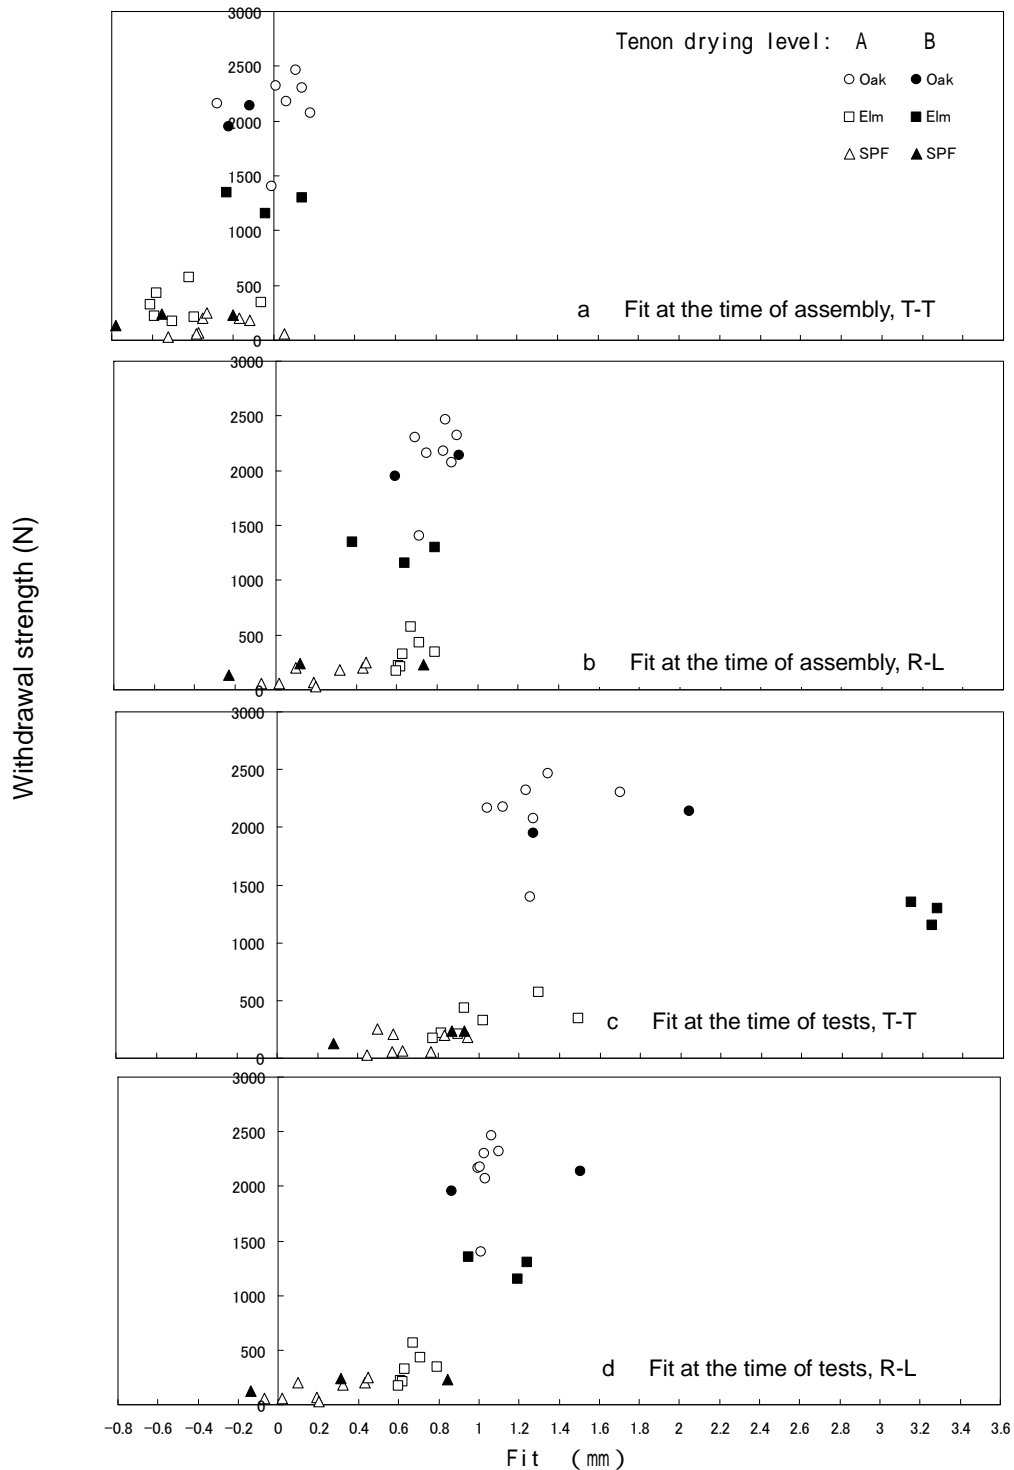 Withdrawal strength (N)
3000
2500
2000
1500
1000
500
0
Tenon drying level: A B
Oak Oak
Elm Elm
SPF SPF
a Fit at the time of assembly, T-T
3000
2500
2000
1500
1000
500
0
b Fit at the time of assembly, R-L
3000
2500
2000
1500
1000
500
0
c Fit at the time of tests, T-T
3000
2500
2000
1500
1000
500
0
d Fit at the time of tests, R-L
-0.8 -0.6 -0.4 -0.2 0 0.2 0.4 0.6 0.8 1 1.2 1.4 1.6 1.8 2 2.2 2.4 2.6 2.8 3 3.2 3.4 3.6
Fit (mm)